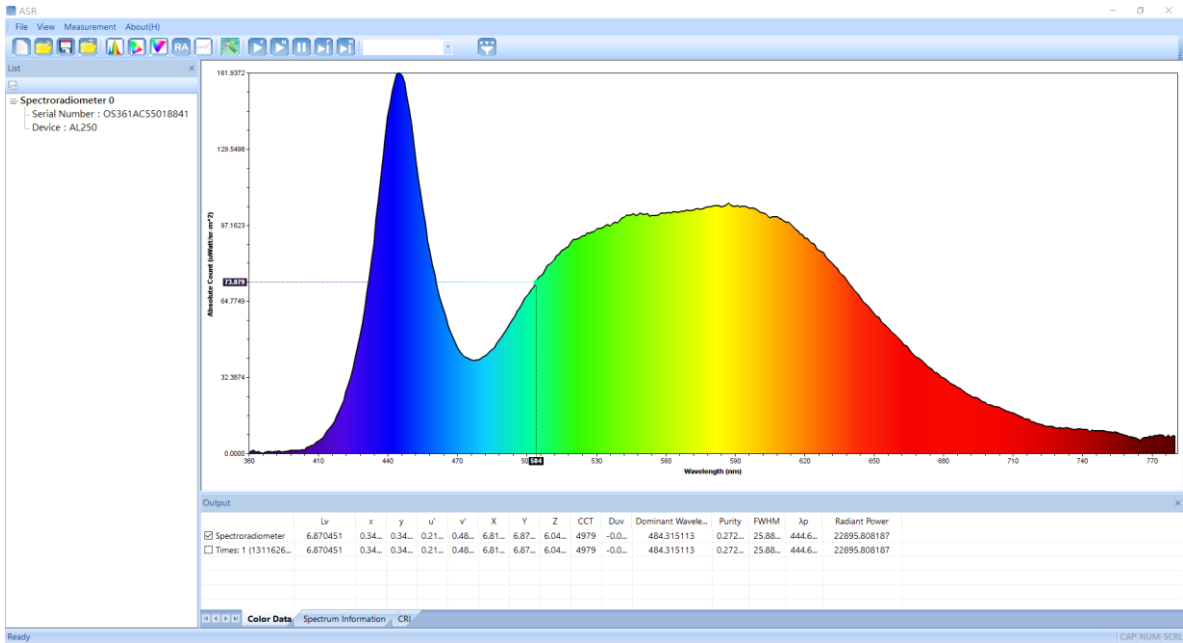 ASR
File View Measurement About(H)
RA
List
Spectroradiometer 0
Serial Number : OS361AC55018841
Device : AL250
161.9372
129.5498
97.1623
73.079
64.7749
32.3874
0.0000
Absolute Count (uWatt/sr-m^2)
380 410 440 470 504 530 560 590 620 650 680 710 740 770
Wavelength (nm)
Output
Lv x y u' v' X Y Z CCT Duv Dominant Wavele... Purity FWHM λp Radiant Power
Spectroradiometer 6.870451 0.34... 0.34... 0.21... 0.48... 6.81... 6.87... 6.04... 4979 -0.0... 484.315113 0.272... 25.88... 444.6... 22895.808187
Times: 1 (1311626... 6.870451 0.34... 0.34... 0.21... 0.48... 6.81... 6.87... 6.04... 4979 -0.0... 484.315113 0.272... 25.88... 444.6... 22895.808187
Color Data Spectrum Information CRI
Ready
CAP NUM SCRL